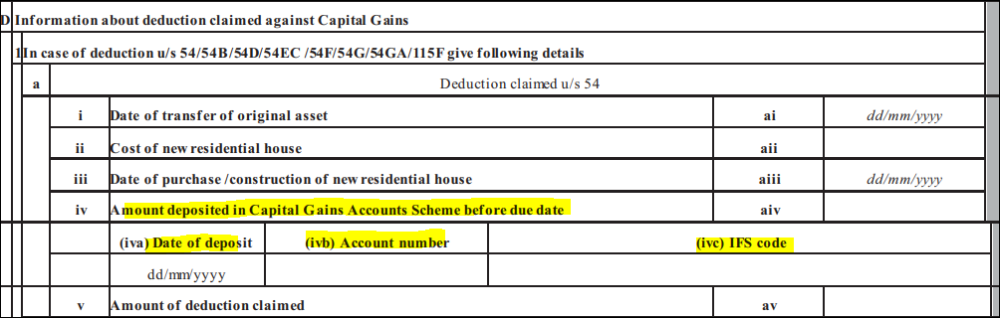 D Information about deduction claimed against Capital Gains
1 In case of deduction u/s 54/54B/54D/54EC /54F/54G/54GA/115F give following details
a Deduction claimed u/s 54
i Date of transfer of original asset ai dd/mm/yyyy
ii Cost of new residential house aii
iii Date of purchase /construction of new residential house aiii dd/mm/yyyy
iv Amount deposited in Capital Gains Accounts Scheme before due date aiv
(iva) Date of deposit (ivb) Account number (ivc) IFS code
dd/mm/yyyy
v Amount of deduction claimed av